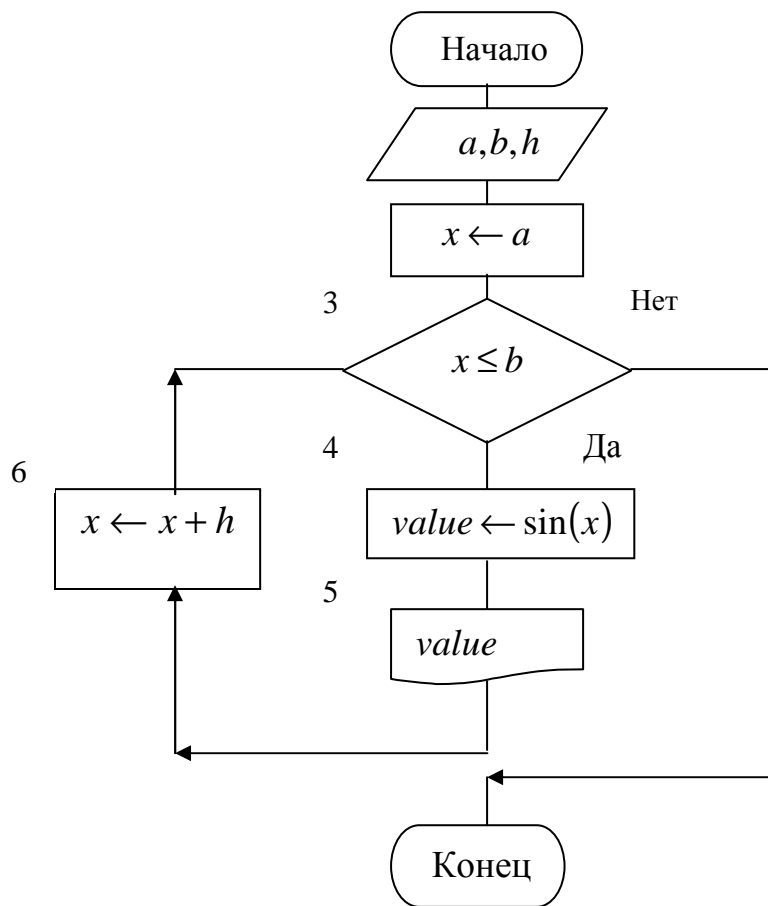 Начало
a,b,h
x ← a
3
Нет
x ≤ b
4
Да
6
x ← x + h
value ← sin(x)
5
value
Конец